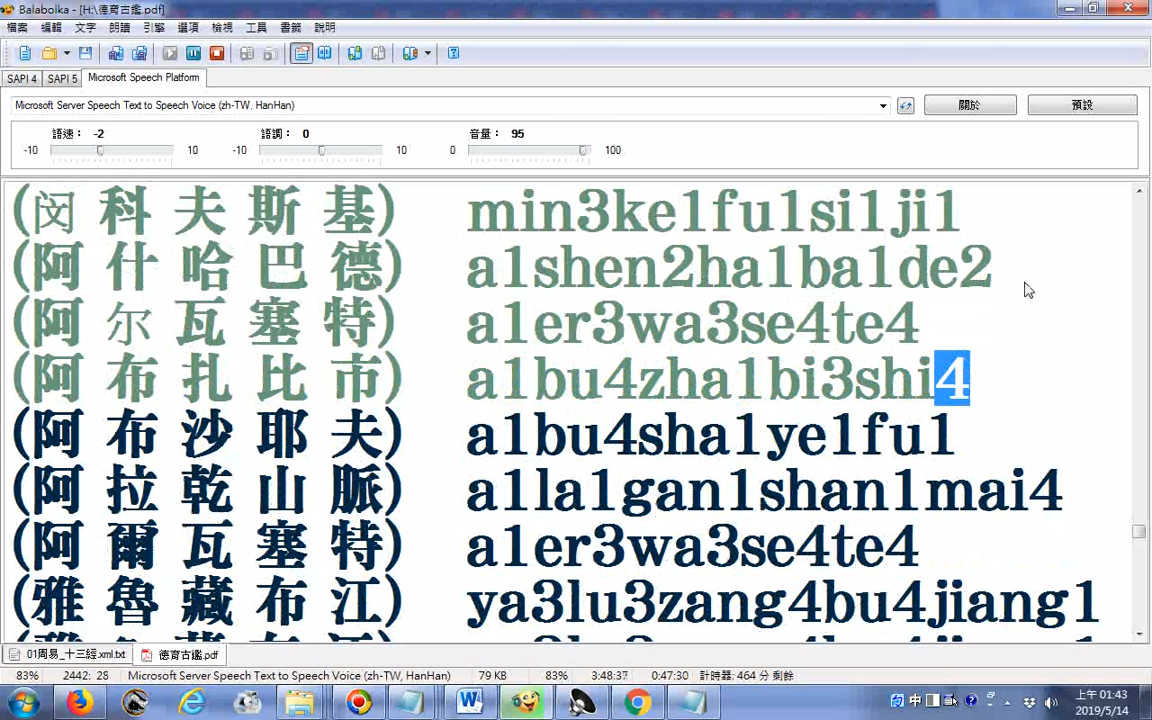 Balabolka - [H:\德育古鑑.pdf]
檔案 編輯 文字 朗讀 引擎 選項 檢視 工具 書籤 說明
SAPI 4 SAPI 5 Microsoft Speech Platform
Microsoft Server Speech Text to Speech Voice (zh-TW, HanHan) 關於 預設
語速： -2 語調： 0 音量： 95
-10 10 -10 10 0 100
(闵 科 夫 斯 基) min3ke1fu1si1ji1
(阿 什 哈 巴 德) a1shen2ha1ba1de2
(阿 尔 瓦 塞 特) a1er3wa3se4te4
(阿 布 扎 比 市) a1bu4zha1bi3shi4
(阿 布 沙 耶 夫) a1bu4sha1ye1fu1
(阿 拉 乾 山 脈) a1la1gan1shan1mai4
(阿 爾 瓦 塞 特) a1er3wa3se4te4
(雅 魯 藏 布 江) ya3lu3zang4bu4jiang1
01周易_十三經.xml.txt 德育古鑑.pdf
83% 2442: 28 Microsoft Server Speech Text to Speech Voice (zh-TW, HanHan) 79 KB 83% 3:48:37 0:47:30 計時器: 464 分 剩餘
中 上午 01:43
2019/5/14